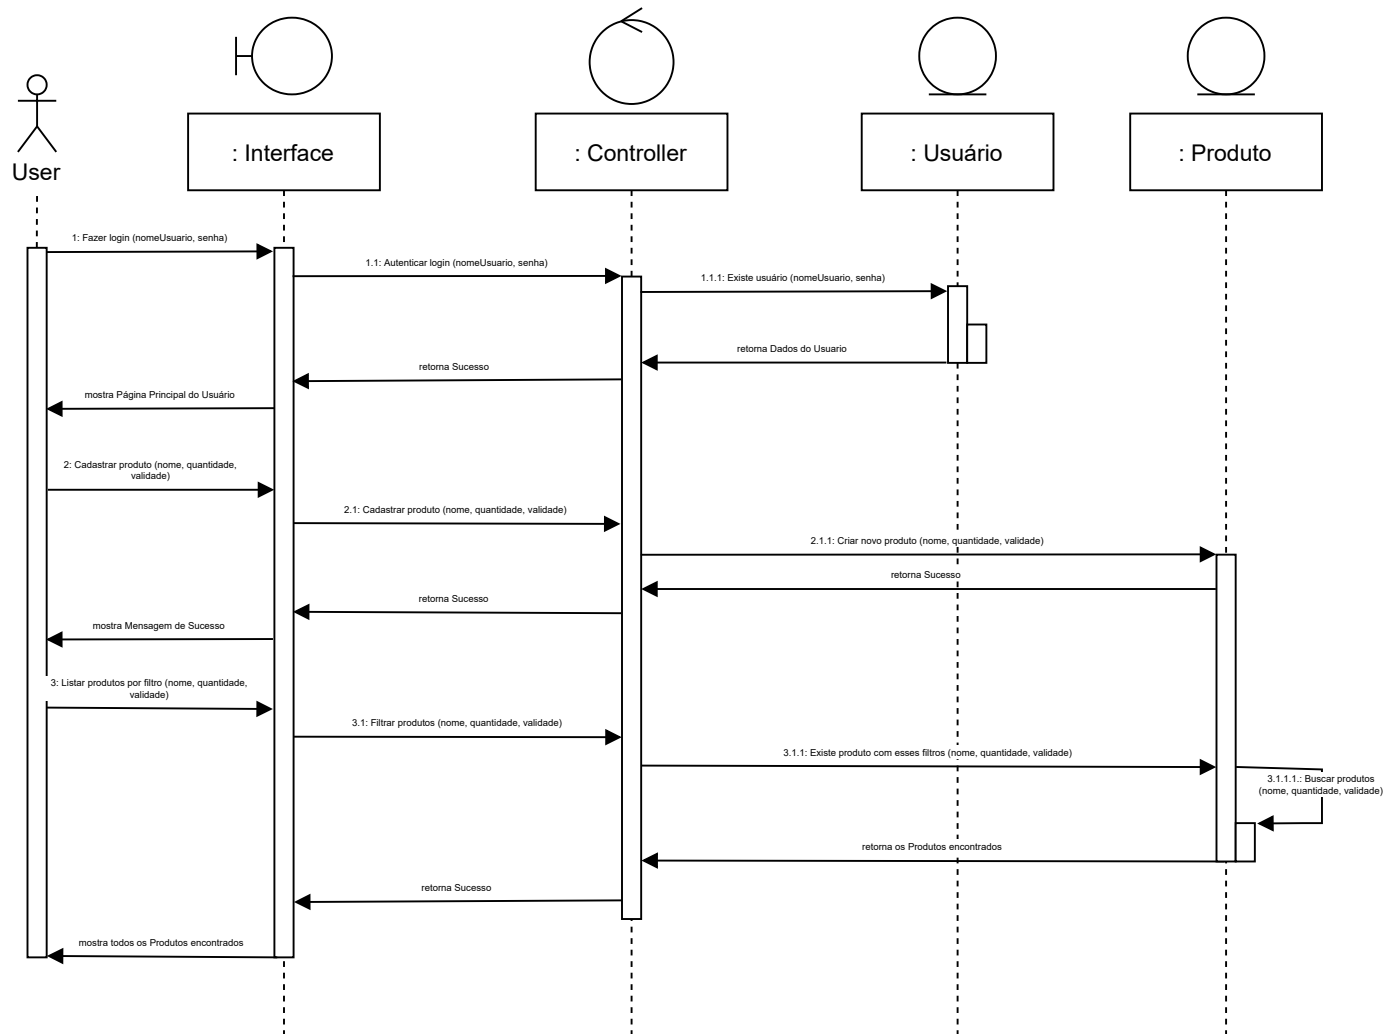 User
: Interface
: Controller
: Usuário
: Produto
1: Fazer login (nomeUsuario, senha)
1.1: Autenticar login (nomeUsuario, senha)
1.1.1: Existe usuário (nomeUsuario, senha)
retorna Dados do Usuario
retorna Sucesso
mostra Página Principal do Usuário
2: Cadastrar produto (nome, quantidade,
validade)
2.1: Cadastrar produto (nome, quantidade, validade)
2.1.1: Criar novo produto (nome, quantidade, validade)
retorna Sucesso
retorna Sucesso
mostra Mensagem de Sucesso
3: Listar produtos por filtro (nome, quantidade,
validade)
3.1: Filtrar produtos (nome, quantidade, validade)
3.1.1: Existe produto com esses filtros (nome, quantidade, validade)
3.1.1.1.: Buscar produtos
(nome, quantidade, validade)
retorna os Produtos encontrados
retorna Sucesso
mostra todos os Produtos encontrados